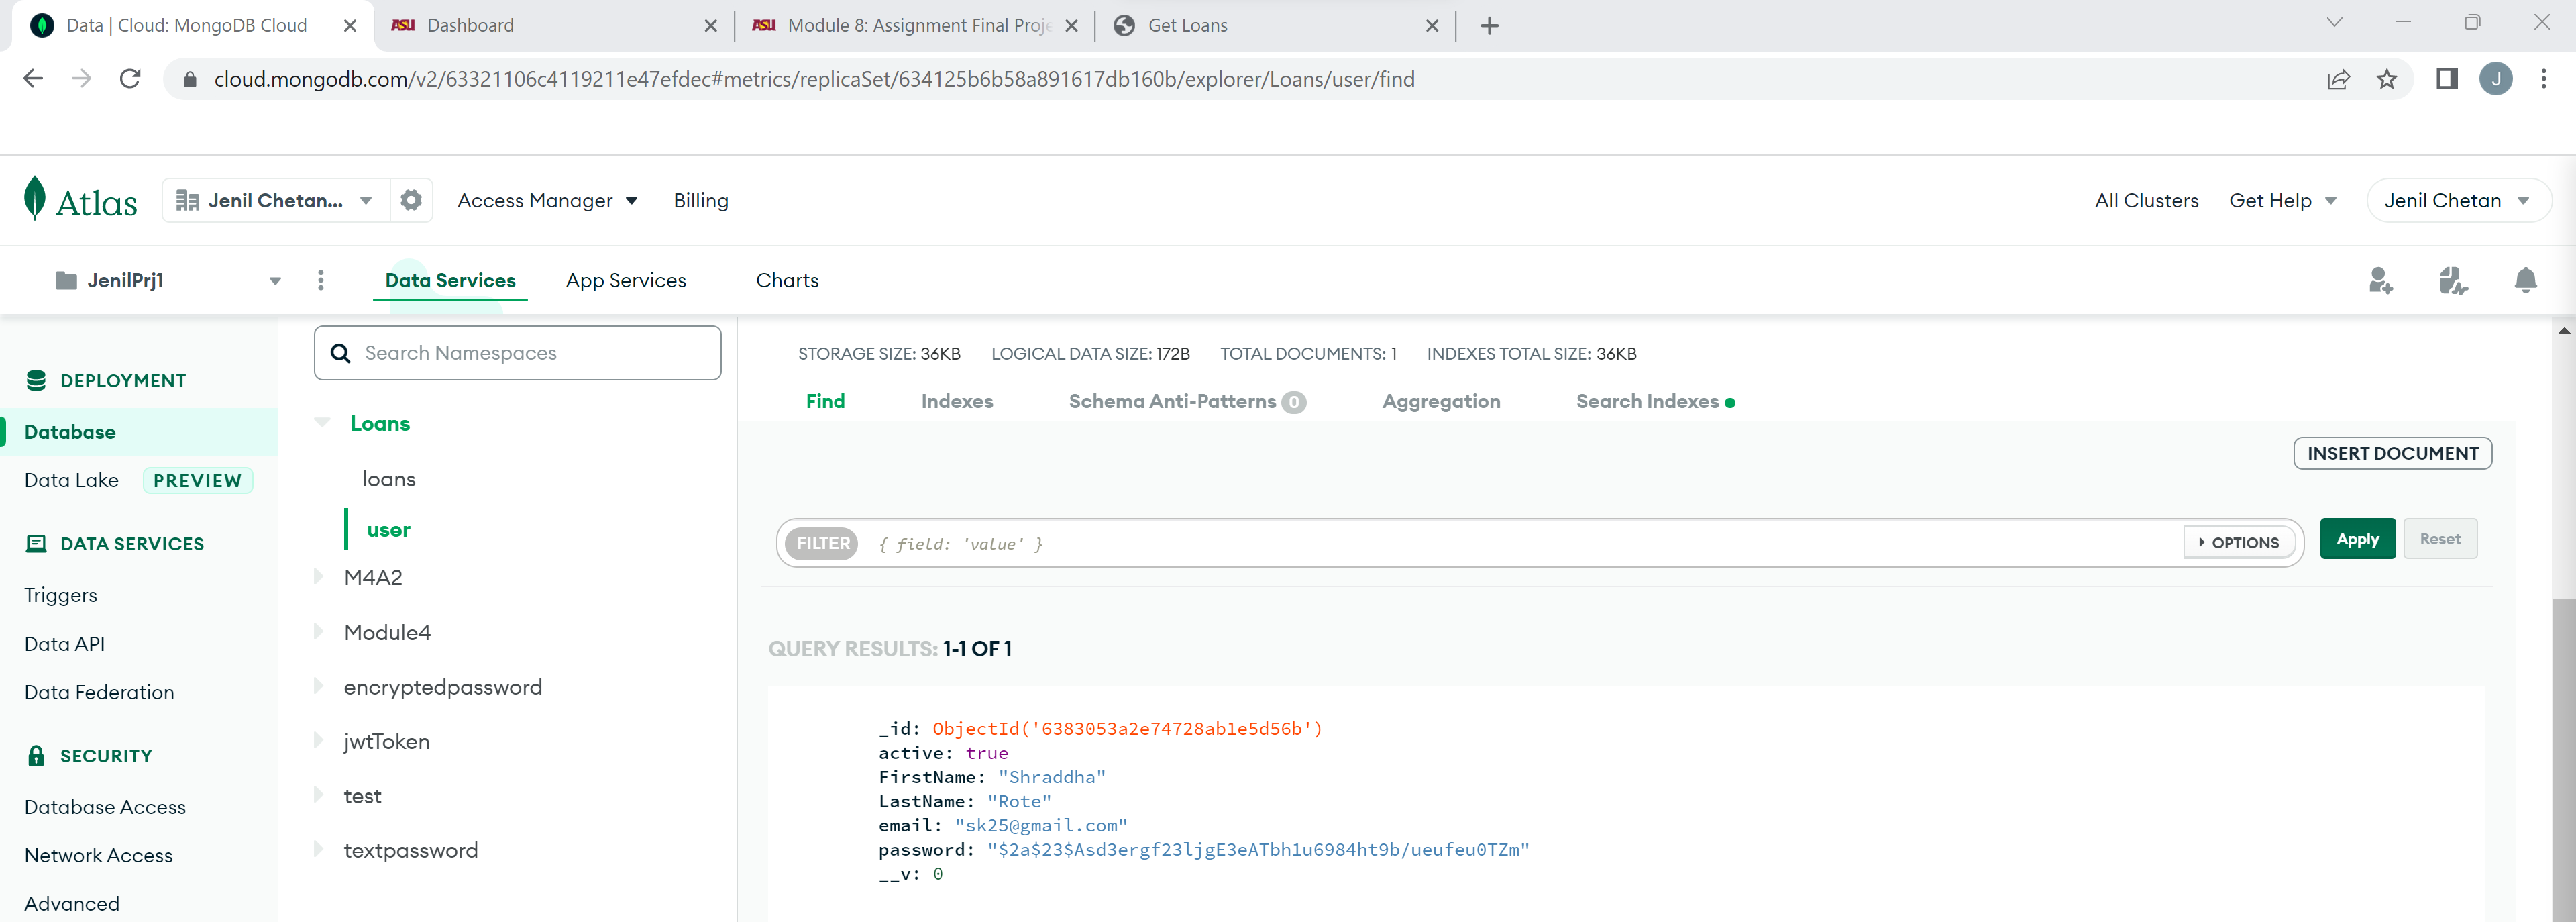 Data | Cloud: MongoDB Cloud
ASU Dashboard
ASU Module 8: Assignment Final Proje
Get Loans
cloud.mongodb.com/v2/63321106c4119211e47efdec#metrics/replicaSet/634125b6b58a891617db160b/explorer/Loans/user/find
J
Atlas
Jenil Chetan...
Access Manager
Billing
All Clusters
Get Help
Jenil Chetan
JenilPrj1
Data Services
App Services
Charts
DEPLOYMENT
Database
Data Lake PREVIEW
DATA SERVICES
Triggers
Data API
Data Federation
SECURITY
Database Access
Network Access
Advanced
Search Namespaces
Loans
loans
user
M4A2
Module4
encryptedpassword
jwtToken
test
textpassword
STORAGE SIZE: 36KB LOGICAL DATA SIZE: 172B TOTAL DOCUMENTS: 1 INDEXES TOTAL SIZE: 36KB
Find Indexes Schema Anti-Patterns 0 Aggregation Search Indexes
INSERT DOCUMENT
FILTER { field: 'value' } OPTIONS Apply Reset
QUERY RESULTS: 1-1 OF 1
_id: ObjectId('6383053a2e74728ab1e5d56b')
active: true
FirstName: "Shraddha"
LastName: "Rote"
email: "sk25@gmail.com"
password: "$2a$23$Asd3ergf23ljgE3eATbh1u6984ht9b/ueufeu0TZm"
__v: 0